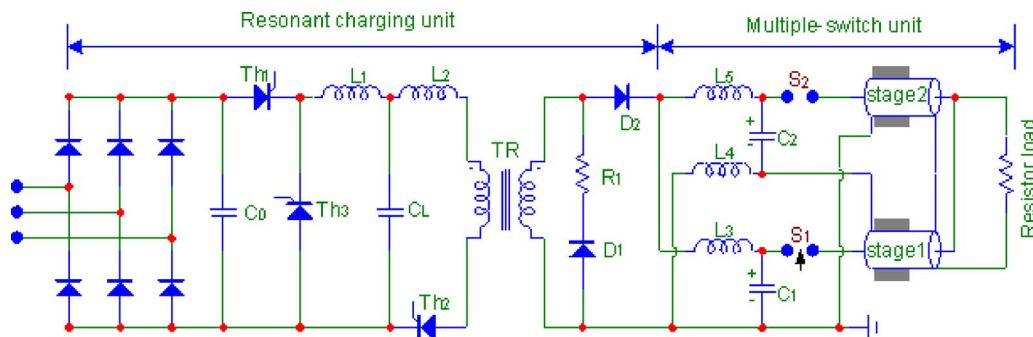 Resonant charging unit
Multiple-switch unit
Th1
L1
L2
L5
S2
stage2
D2
C2
TR
L4
R1
C0
Th3
CL
L3
S1
stage1
D1
C1
Th2
Resistor load